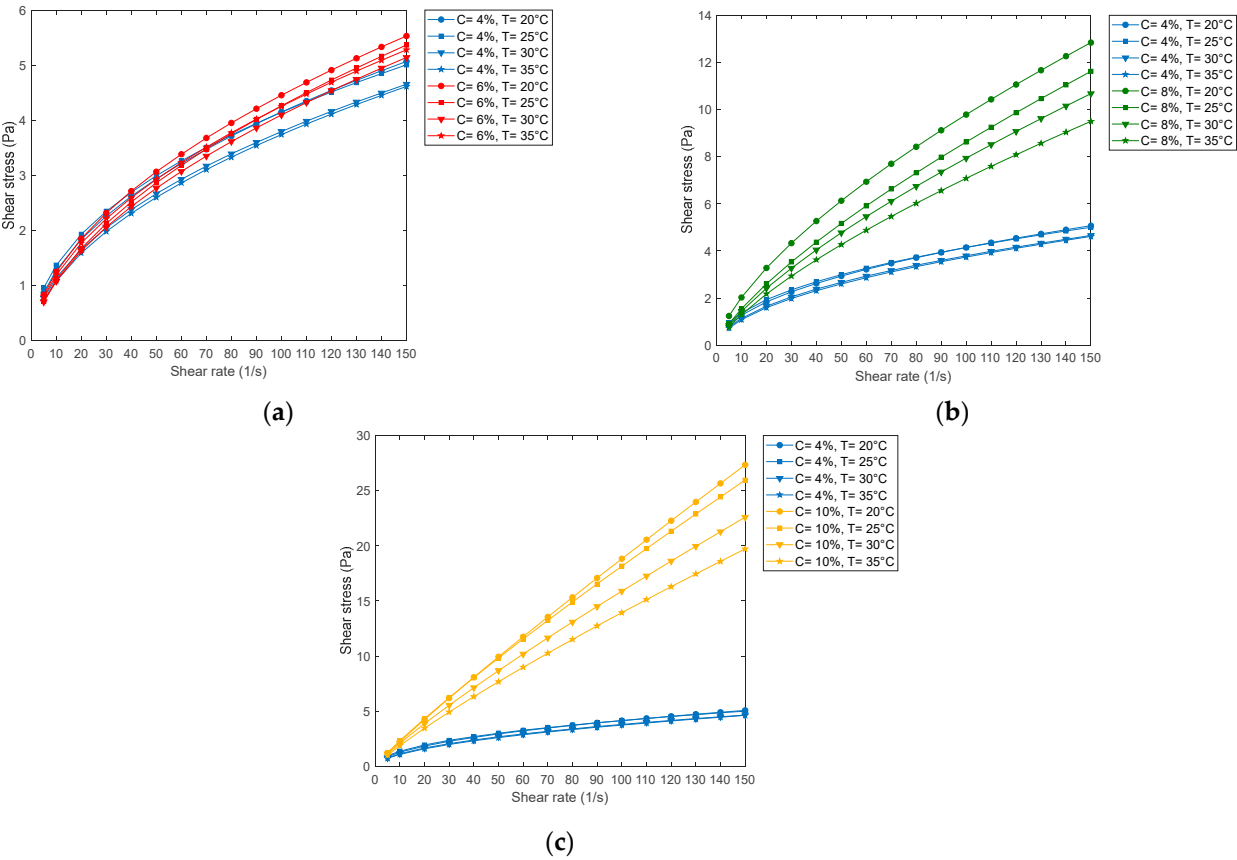 6
5
4
3
2
1
0
Shear stress (Pa)
0 10 20 30 40 50 60 70 80 90 100 110 120 130 140 150
Shear rate (1/s)
C= 4%, T= 20°C
C= 4%, T= 25°C
C= 4%, T= 30°C
C= 4%, T= 35°C
C= 6%, T= 20°C
C= 6%, T= 25°C
C= 6%, T= 30°C
C= 6%, T= 35°C
(a)
14
12
10
8
6
4
2
0
Shear stress (Pa)
0 10 20 30 40 50 60 70 80 90 100 110 120 130 140 150
Shear rate (1/s)
C= 4%, T= 20°C
C= 4%, T= 25°C
C= 4%, T= 30°C
C= 4%, T= 35°C
C= 8%, T= 20°C
C= 8%, T= 25°C
C= 8%, T= 30°C
C= 8%, T= 35°C
(b)
30
25
20
15
10
5
0
Shear stress (Pa)
0 10 20 30 40 50 60 70 80 90 100 110 120 130 140 150
Shear rate (1/s)
C= 4%, T= 20°C
C= 4%, T= 25°C
C= 4%, T= 30°C
C= 4%, T= 35°C
C= 10%, T= 20°C
C= 10%, T= 25°C
C= 10%, T= 30°C
C= 10%, T= 35°C
(c)